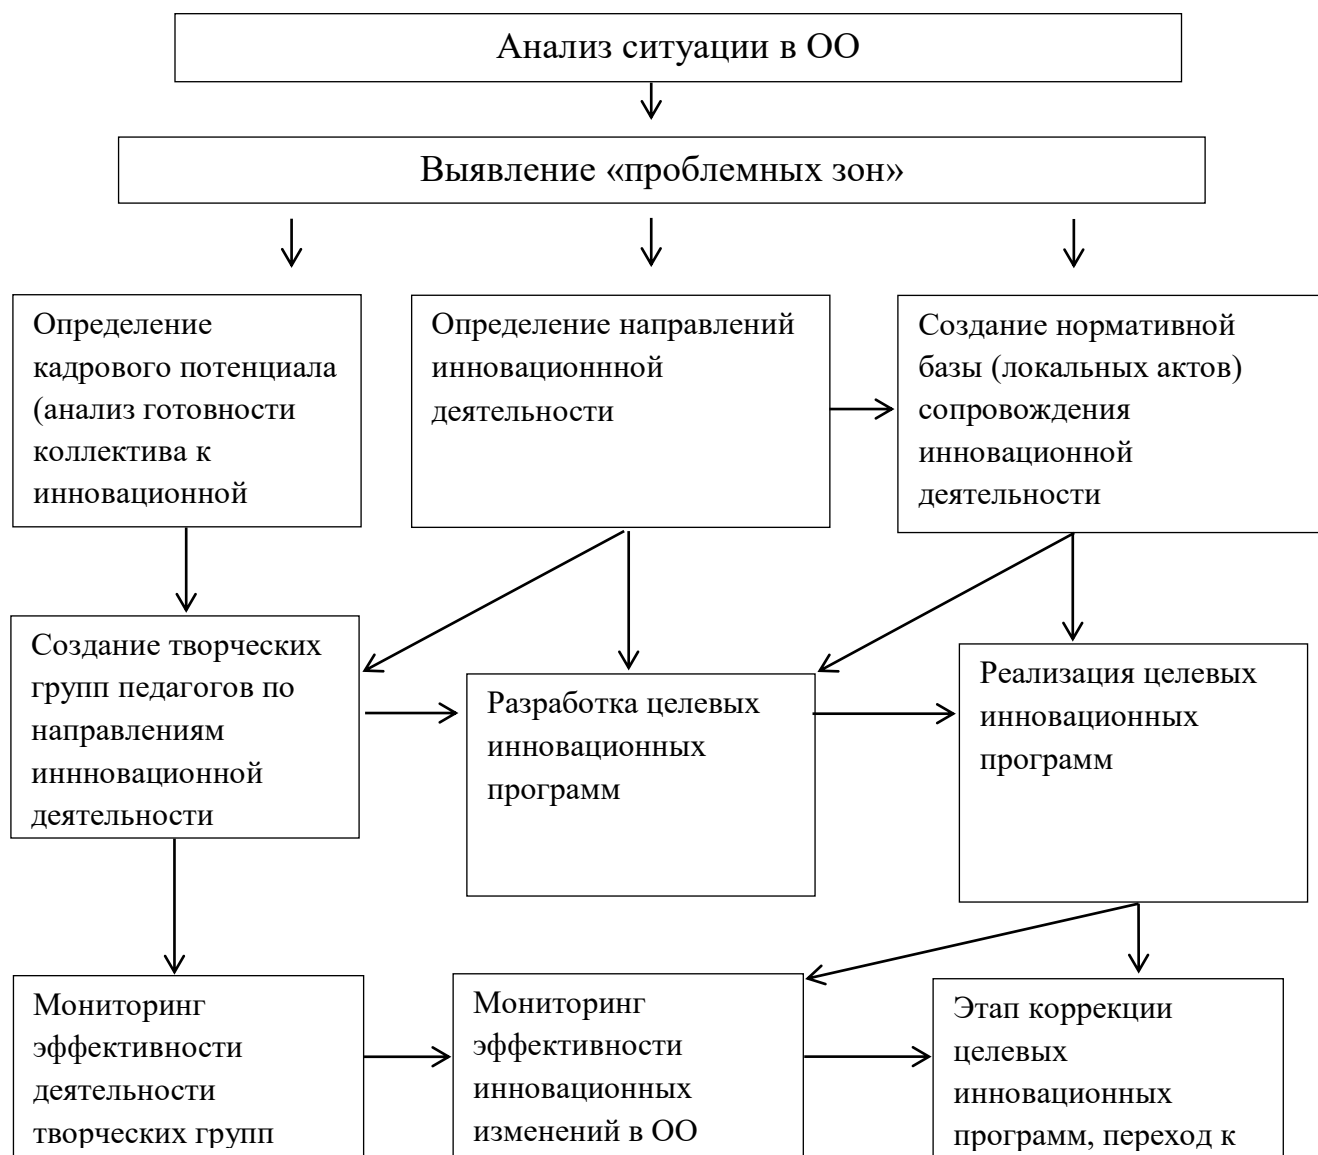 Анализ ситуации в ОО
Выявление «проблемных зон»
Определение
кадрового потенциала
(анализ готовности
коллектива к
инновационной
Определение направлений
инновационнной
деятельности
Создание нормативной
базы (локальных актов)
сопровождения
инновационной
деятельности
Создание творческих
групп педагогов по
направлениям
иннновационной
деятельности
Разработка целевых
инновационных
программ
Реализация целевых
инновационных
программ
Мониторинг
эффективности
деятельности
творческих групп
Мониторинг
эффективности
инновационных
изменений в ОО
Этап коррекции
целевых
инновационных
программ, переход к